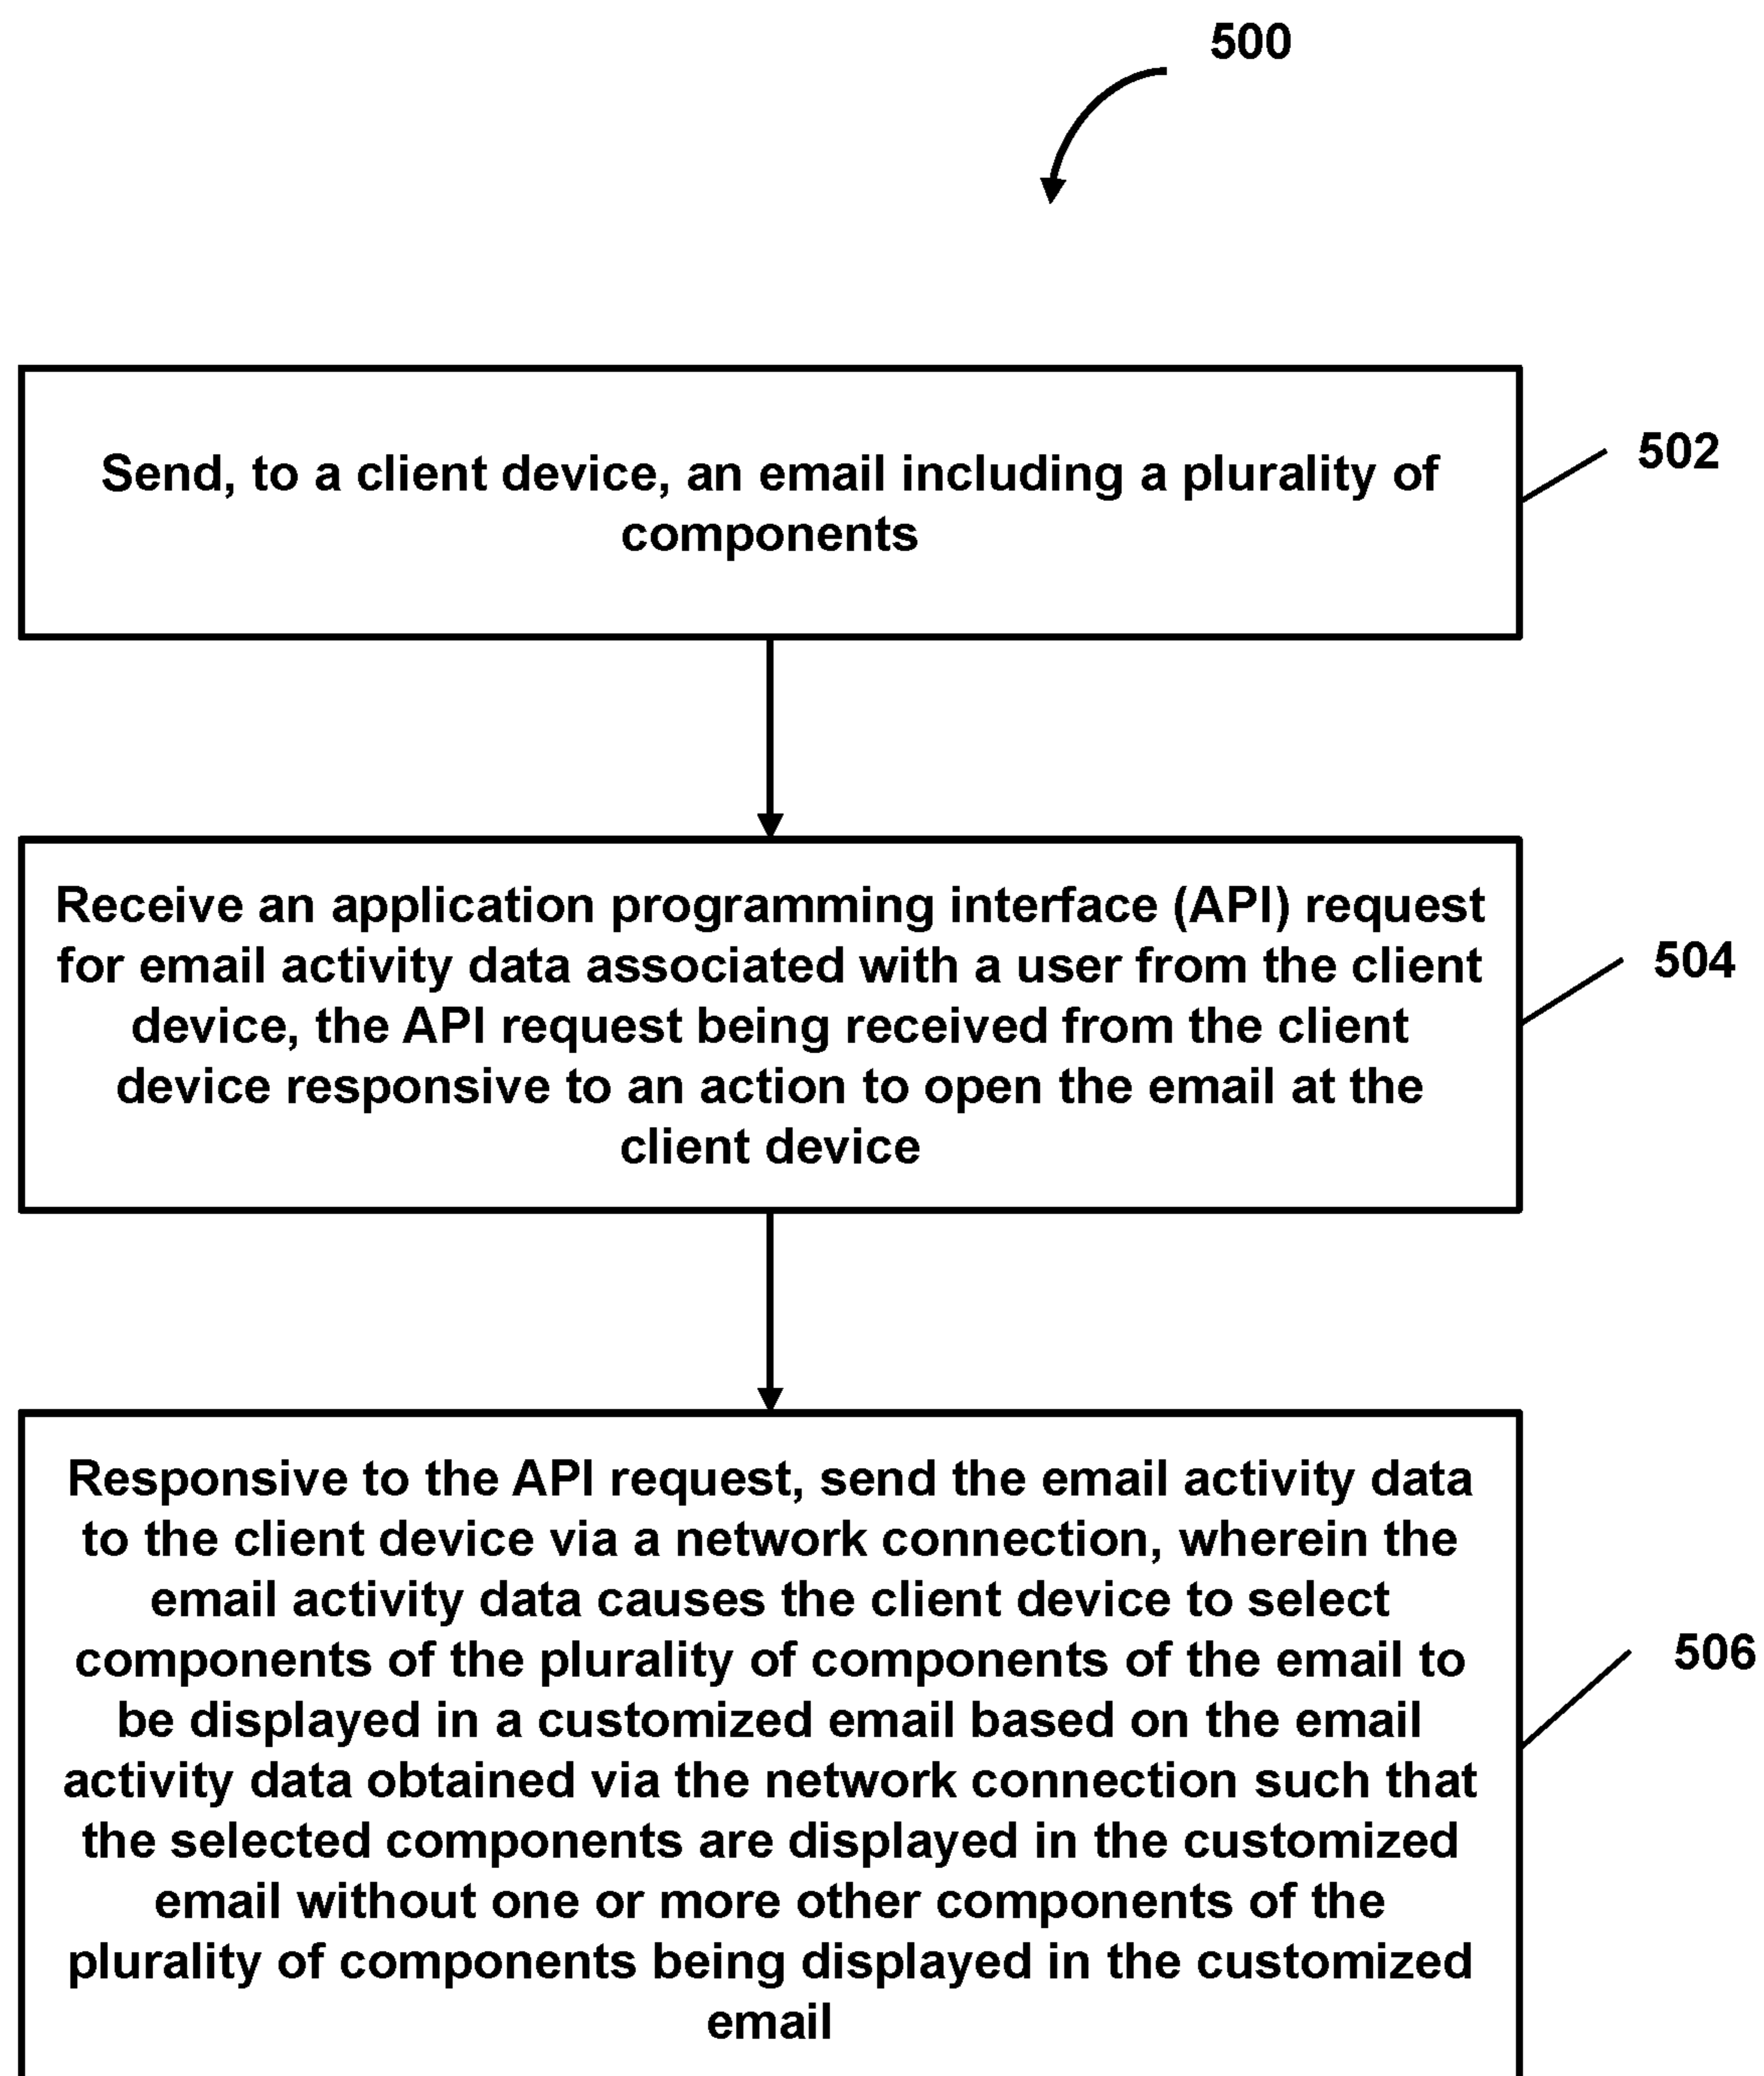 500
Send, to a client device, an email including a plurality of
components
502
Receive an application programming interface (API) request
for email activity data associated with a user from the client
device, the API request being received from the client
device responsive to an action to open the email at the
client device
504
Responsive to the API request, send the email activity data
to the client device via a network connection, wherein the
email activity data causes the client device to select
components of the plurality of components of the email to
be displayed in a customized email based on the email
activity data obtained via the network connection such that
the selected components are displayed in the customized
email without one or more other components of the
plurality of components being displayed in the customized
email
506